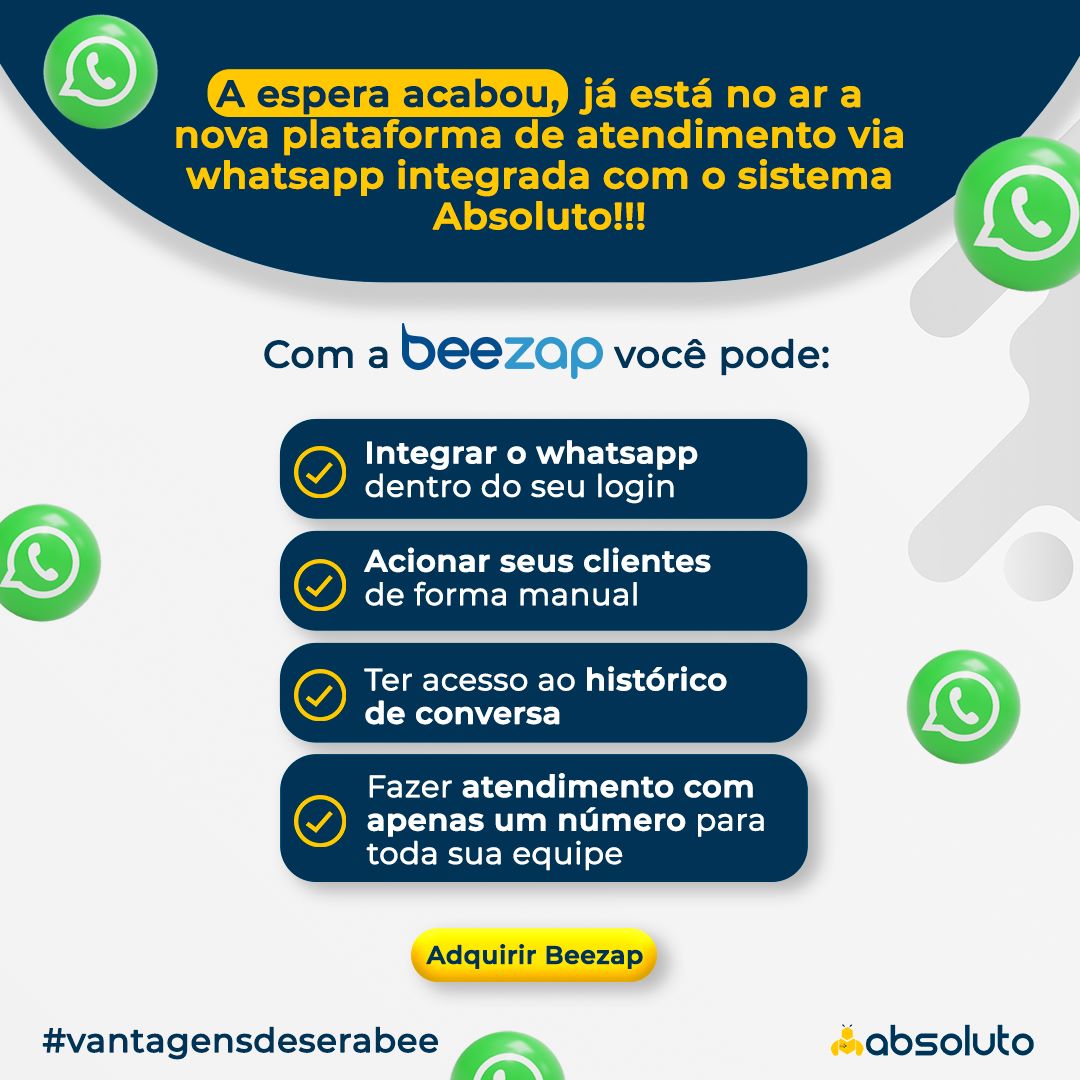 A espera acabou, já está no ar a
nova plataforma de atendimento via
whatsapp integrada com o sistema
Absoluto!!!
Com a beezap você pode:
Integrar o whatsapp
dentro do seu login
Acionar seus clientes
de forma manual
Ter acesso ao histórico
de conversa
Fazer atendimento com
apenas um número para
toda sua equipe
Adquirir Beezap
#vantagensdeserabee
absoluto